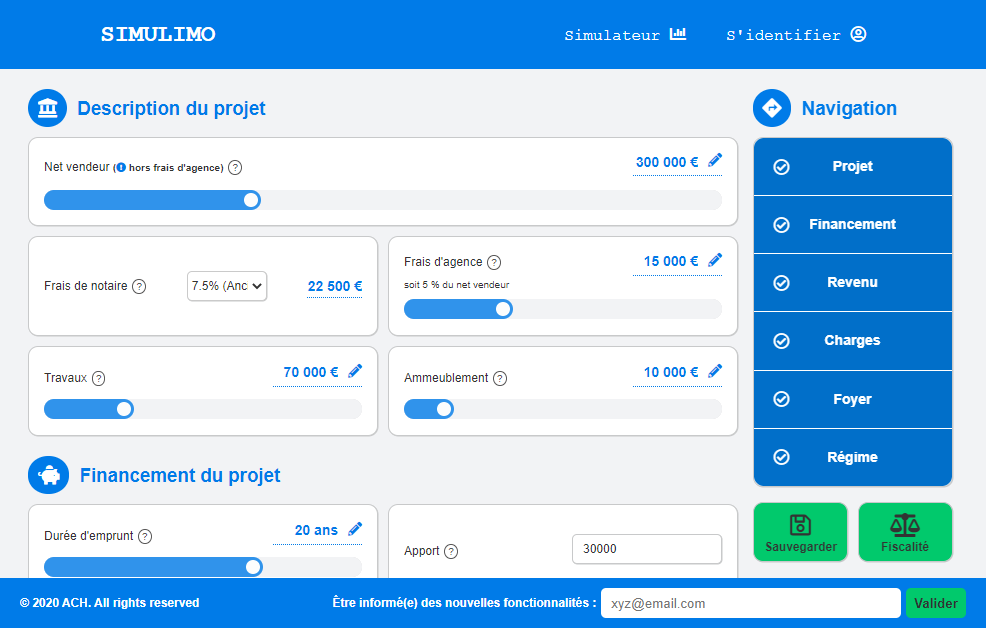 SIMULIMO
Simulateur
S'identifier
Description du projet
Net vendeur (hors frais d'agence) ?
300 000 €
Frais de notaire ?
7.5% (Anc
22 500 €
Frais d'agence ?
15 000 €
soit 5 % du net vendeur
Travaux ?
70 000 €
Ammeublement ?
10 000 €
Financement du projet
Durée d'emprunt ?
20 ans
Apport ?
30000
Navigation
Projet
Financement
Revenu
Charges
Foyer
Régime
Sauvegarder
Fiscalité
© 2020 ACH. All rights reserved
Être informé(e) des nouvelles fonctionnalités :
xyz@email.com
Valider